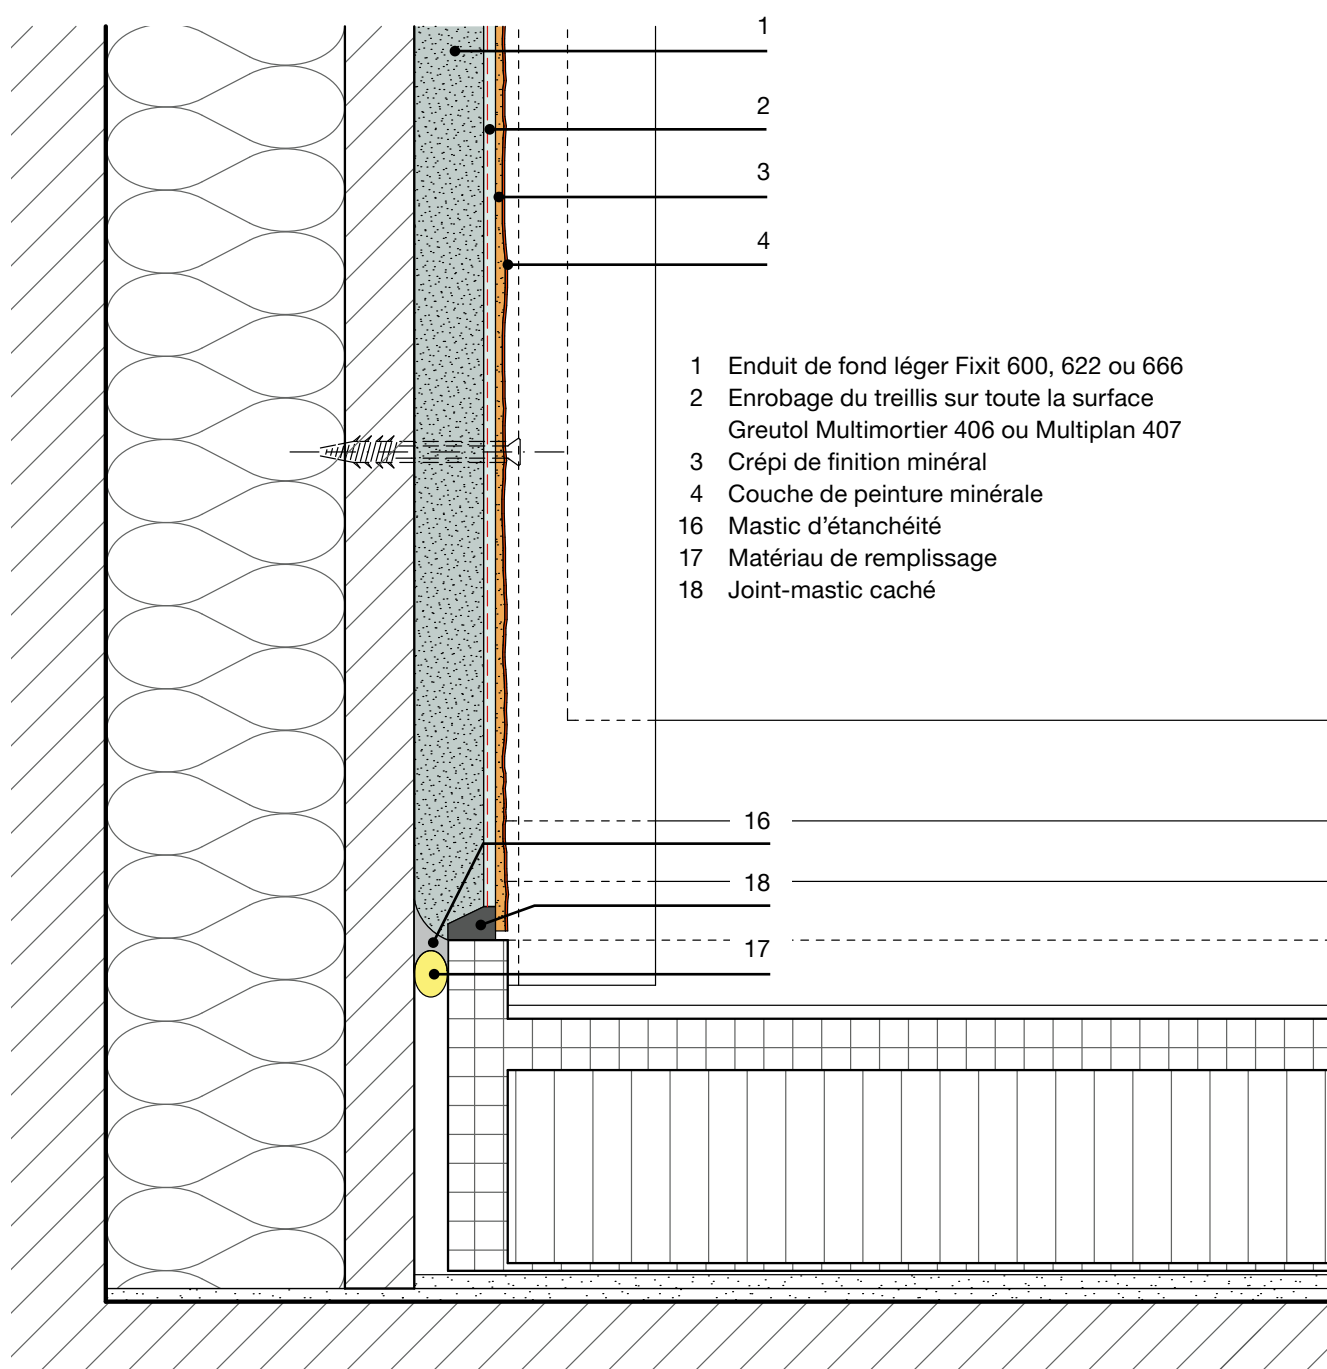 1
2
3
4
1 Enduit de fond léger Fixit 600, 622 ou 666
2 Enrobage du treillis sur toute la surface
Greutol Multimortier 406 ou Multiplan 407
3 Crépi de finition minéral
4 Couche de peinture minérale
16 Mastic d’étanchéité
17 Matériau de remplissage
18 Joint-mastic caché
16
18
17